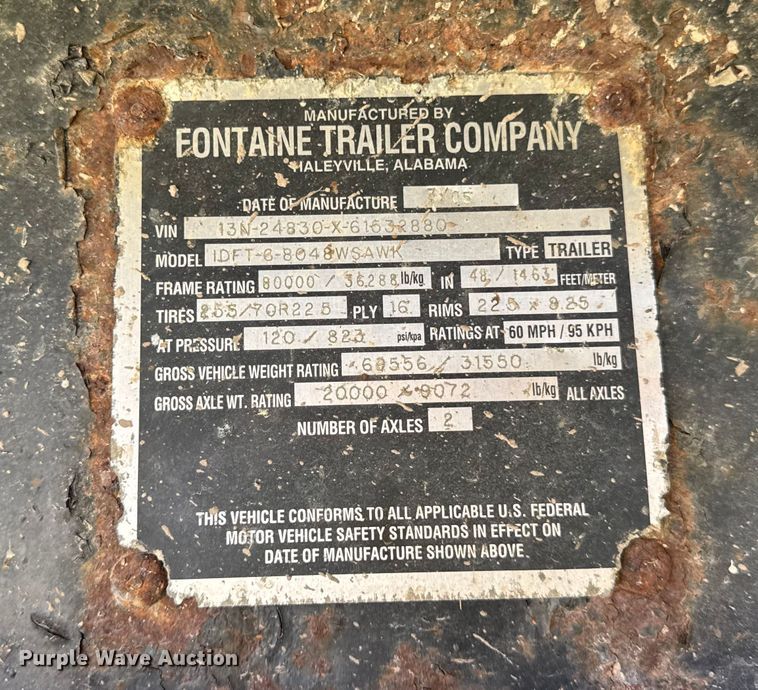 MANUFACTURED BY
FONTAINE TRAILER COMPANY
HALEYVILLE, ALABAMA
DATE OF MANUFACTURE
VIN 13N-24830-X-61532880
MODEL IDFT-6-8048WSAWK TYPE TRAILER
FRAME RATING 80000 / 36288 lb/kg IN 48 / 1463 FEET/METER
TIRES 255/70R22.5 PLY 16 RIMS 22.5 x 8.25
AT PRESSURE 120 / 823 psi/kpa RATINGS AT 60 MPH / 95 KPH
GROSS VEHICLE WEIGHT RATING 69556 / 31550 lb/kg
GROSS AXLE WT. RATING 20000 / 9072 lb/kg ALL AXLES
NUMBER OF AXLES 2
THIS VEHICLE CONFORMS TO ALL APPLICABLE U.S. FEDERAL
MOTOR VEHICLE SAFETY STANDARDS IN EFFECT ON
DATE OF MANUFACTURE SHOWN ABOVE
Purple Wave Auction